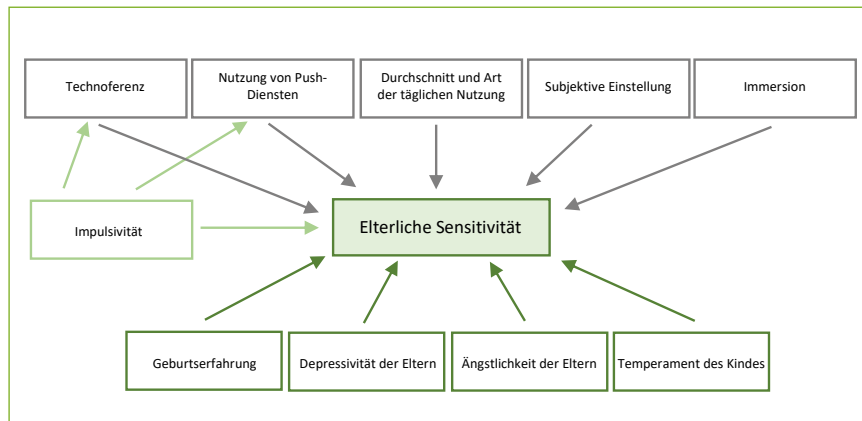 Technoferenz
Nutzung von Push-
Diensten
Durchschnitt und Art
der täglichen Nutzung
Subjektive Einstellung
Immersion
Impulsivität
Elterliche Sensitivität
Geburtserfahrung
Depressivität der Eltern
Ängstlichkeit der Eltern
Temperament des Kindes